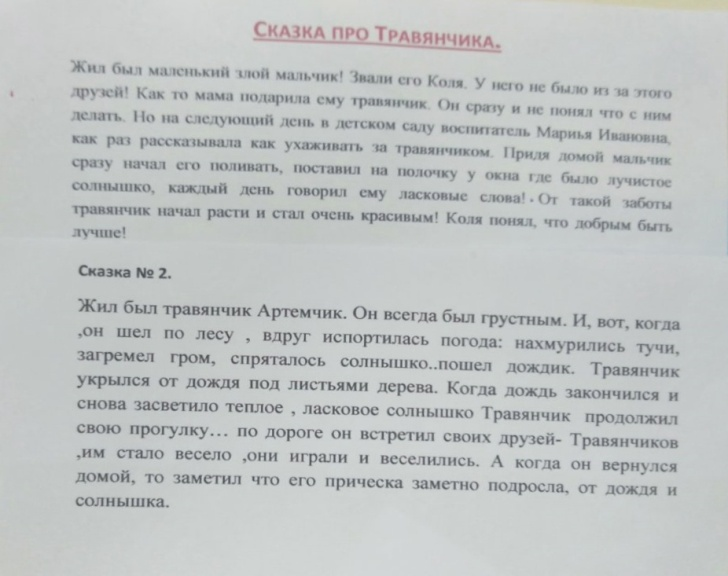 Сказка про Травянчика.
Жил был маленький злой мальчик! Звали его Коля. У него не было из за этого
друзей! Как то мама подарила ему травянчик. Он сразу и не понял что с ним
делать. Но на следующий день в детском саду воспитатель Марья Ивановна,
как раз рассказывала как ухаживать за травянчиком. Придя домой мальчик
сразу начал его поливать, поставил на полочку у окна где было лучистое
солнышко, каждый день говорил ему ласковые слова! . От такой заботы
травянчик начал расти и стал очень красивым! Коля понял, что добрым быть
лучше!
Сказка № 2.
Жил был травянчик Артемчик. Он всегда был грустным. И, вот, когда
,он шел по лесу , вдруг испортилась погода: нахмурились тучи,
загремел гром, спряталось солнышко..пошел дождик. Травянчик
укрылся от дождя под листьями дерева. Когда дождь закончился и
снова засветило теплое , ласковое солнышко Травянчик продолжил
свою прогулку… по дороге он встретил своих друзей- Травянчиков
,им стало весело ,они играли и веселились. А когда он вернулся
домой, то заметил что его прическа заметно подросла, от дождя и
солнышка.